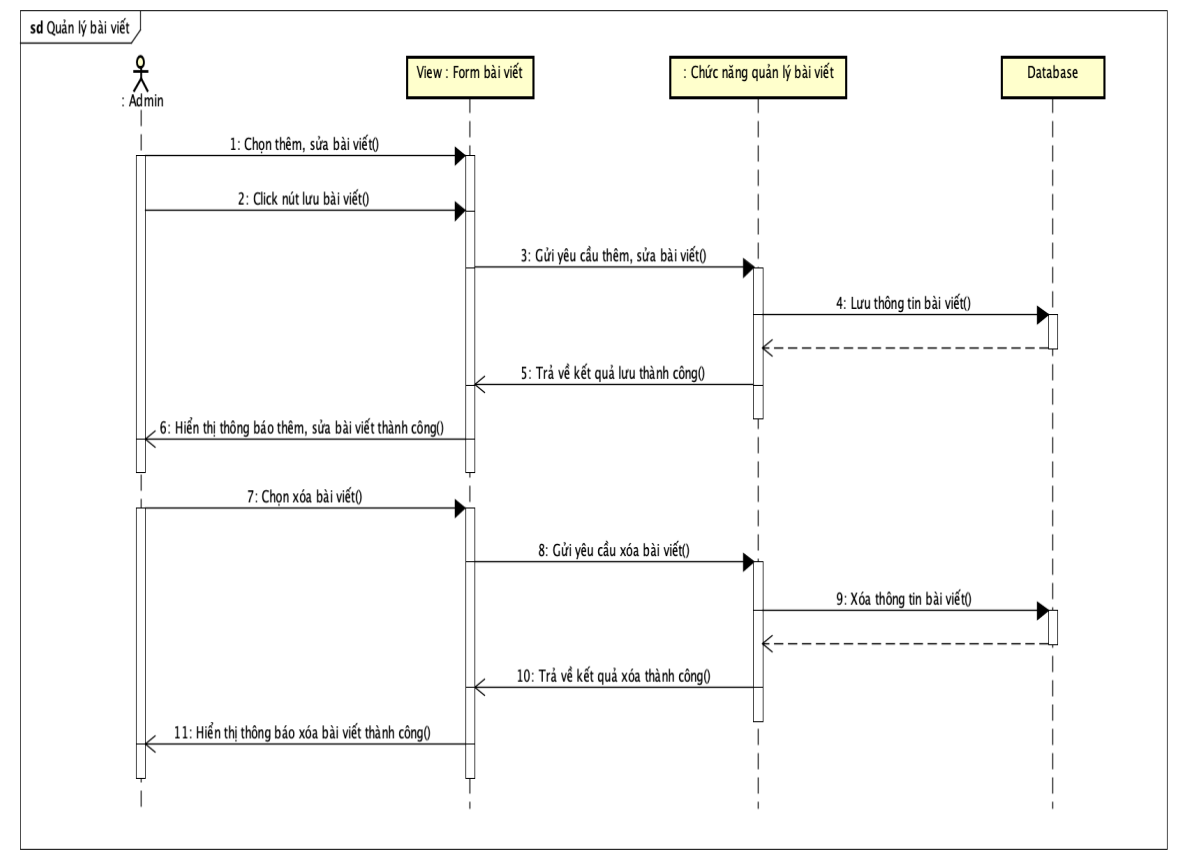 sd Quản lý bài viết
: Admin
View : Form bài viết
: Chức năng quản lý bài viết
Database
1: Chọn thêm, sửa bài viết()
2: Click nút lưu bài viết()
3: Gửi yêu cầu thêm, sửa bài viết()
4: Lưu thông tin bài viết()
5: Trả về kết quả lưu thành công()
6: Hiển thị thông báo thêm, sửa bài viết thành công()
7: Chọn xóa bài viết()
8: Gửi yêu cầu xóa bài viết()
9: Xóa thông tin bài viết()
10: Trả về kết quả xóa thành công()
11: Hiển thị thông báo xóa bài viết thành công()